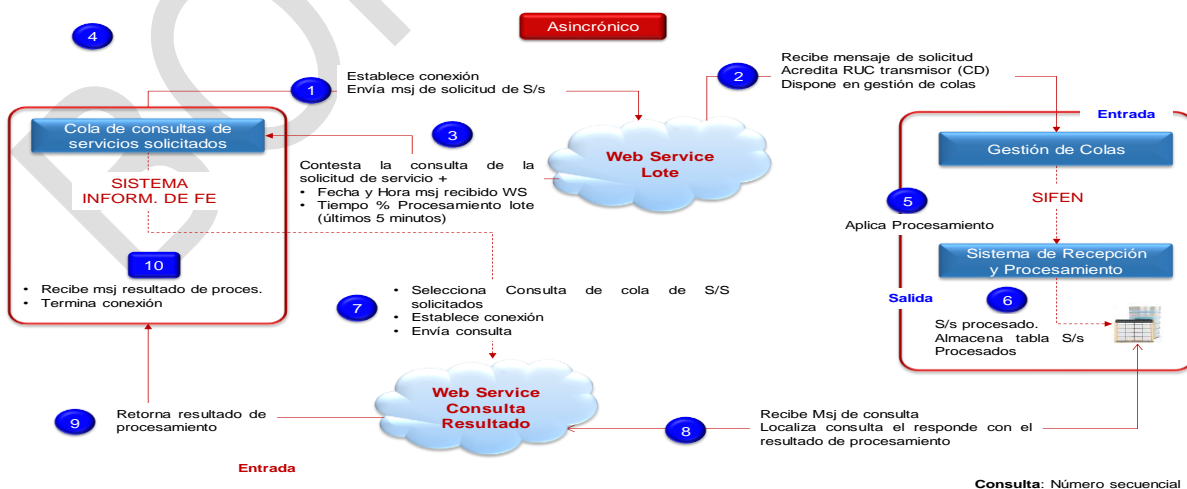 Asincrónico
4
1
Establece conexión
Envía msj de solicitud de S/s
2
Recibe mensaje de solicitud
Acredita RUC transmisor (CD)
Dispone en gestión de colas
Cola de consultas de
servicios solicitados
SISTEMA
INFORM. DE FE
3
Contesta la consulta de la
solicitud de servicio +
• Fecha y Hora msj recibido WS
• Tiempo % Procesamiento lote
(últimos 5 minutos)
Web Service
Lote
Entrada
Gestión de Colas
SIFEN
5
Aplica Procesamiento
Sistema de Recepción
y Procesamiento
Salida
6
S/s procesado.
Almacena tabla S/s
Procesados
10
• Recibe msj resultado de proces.
• Termina conexión
7
• Selecciona Consulta de cola de S/S
solicitados
• Establece conexión
• Envía consulta
Web Service
Consulta
Resultado
8
Recibe Msj de consulta
Localiza consulta el responde con el
resultado de procesamiento
9
Retorna resultado de
procesamiento
Entrada
Consulta: Número secuencial